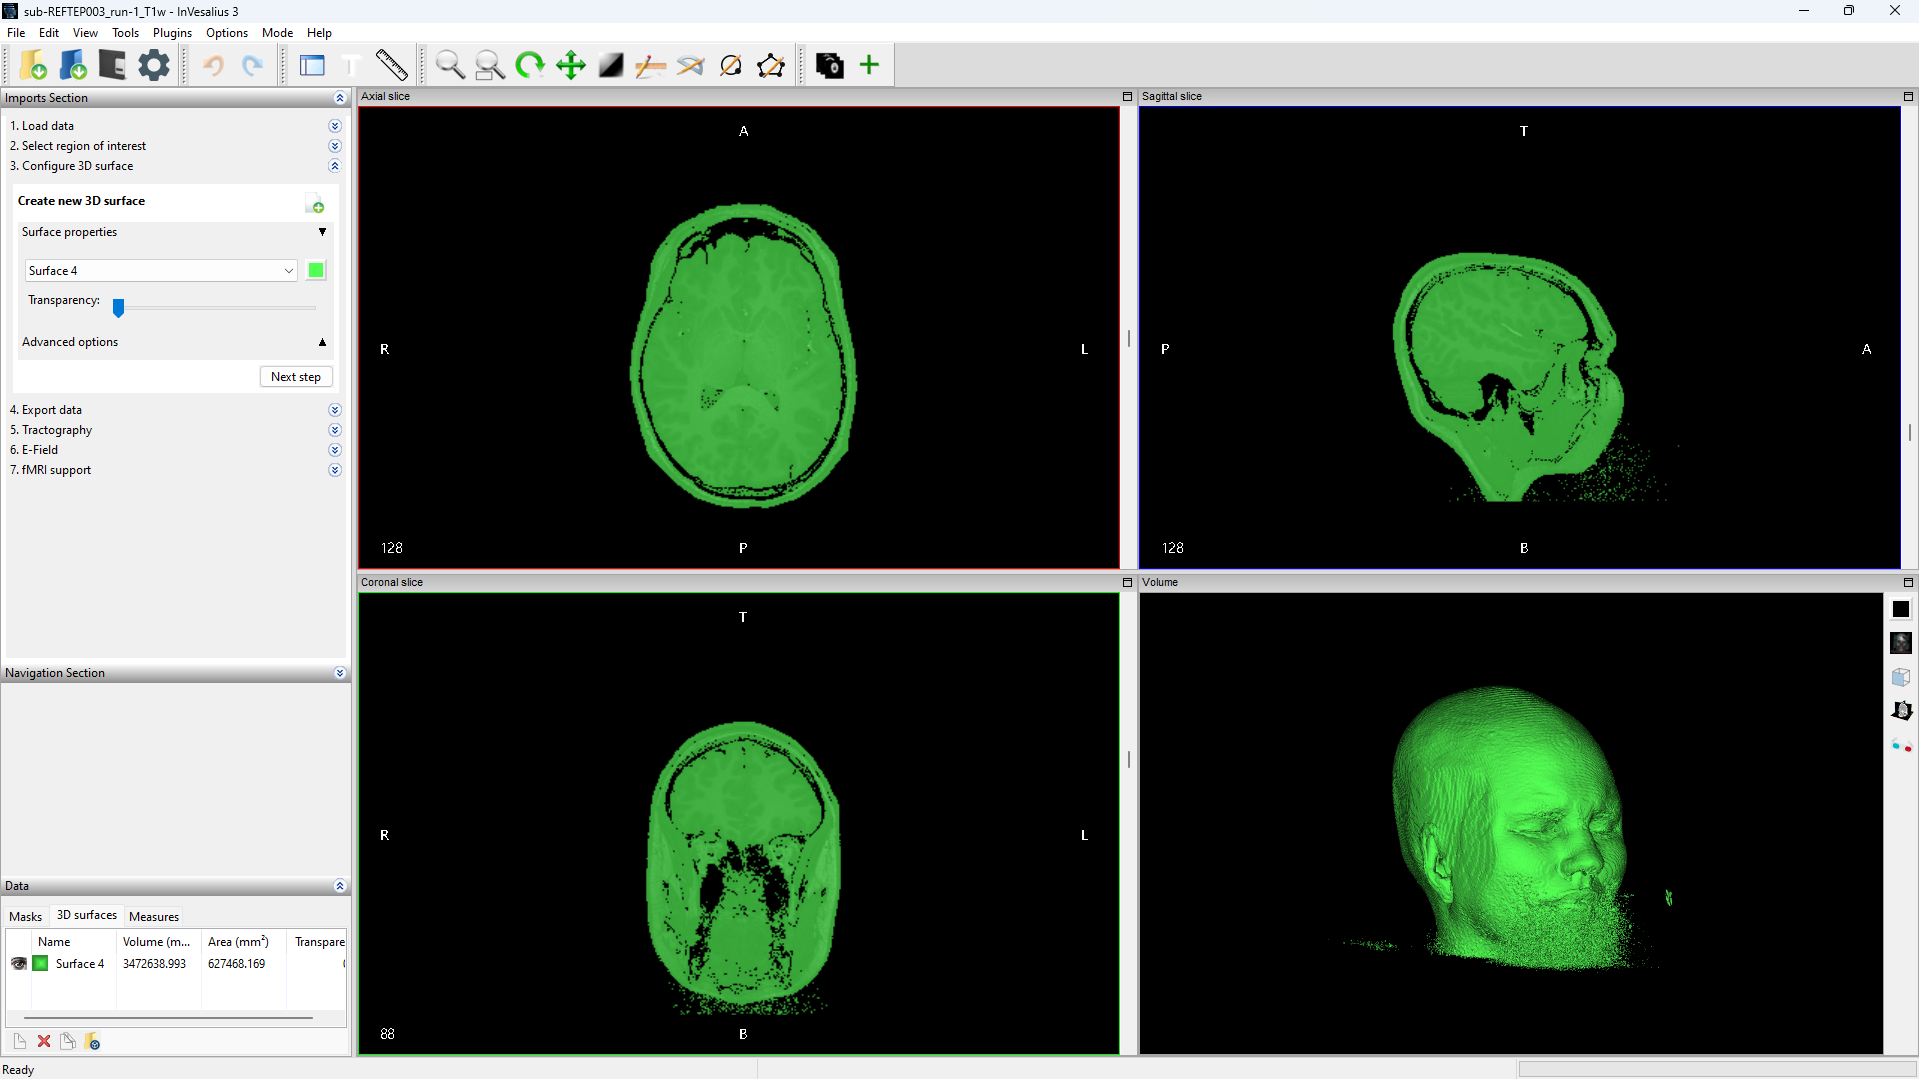 sub-REFTEP003_run-1_T1w - InVesalius 3
File Edit View Tools Plugins Options Mode Help
Imports Section
1. Load data
2. Select region of interest
3. Configure 3D surface
Create new 3D surface
Surface properties
Surface 4
Transparency:
Advanced options
Next step
4. Export data
5. Tractography
6. E-Field
7. fMRI support
Navigation Section
Data
Masks 3D surfaces Measures
Name Volume (m... Area (mm²) Transpare
Surface 4 3472638.993 627468.169
Ready
Axial slice
A
R L
128 P
Sagittal slice
T
P A
128 B
Coronal slice
T
R L
88 B
Volume